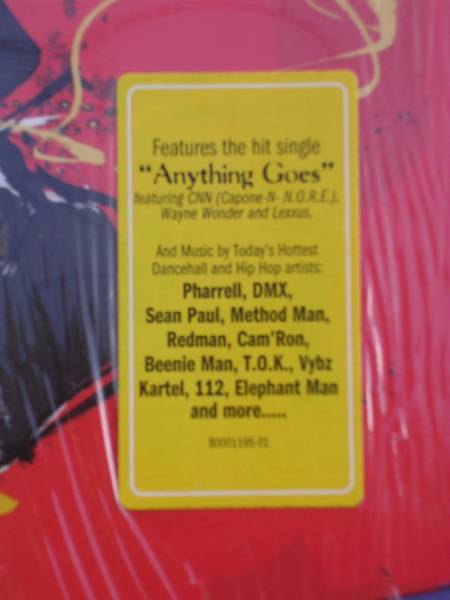 Features the hit single
“Anything Goes”
featuring CNN (Capone-N- N.O.R.E.),
Wayne Wonder and Lexxus.
And Music by Today's Hottest
Dancehall and Hip Hop artists:
Pharrell, DMX,
Sean Paul, Method Man,
Redman, Cam'Ron,
Beenie Man, T.O.K., Vybz
Kartel, 112, Elephant Man
and more.....
B0001195-01